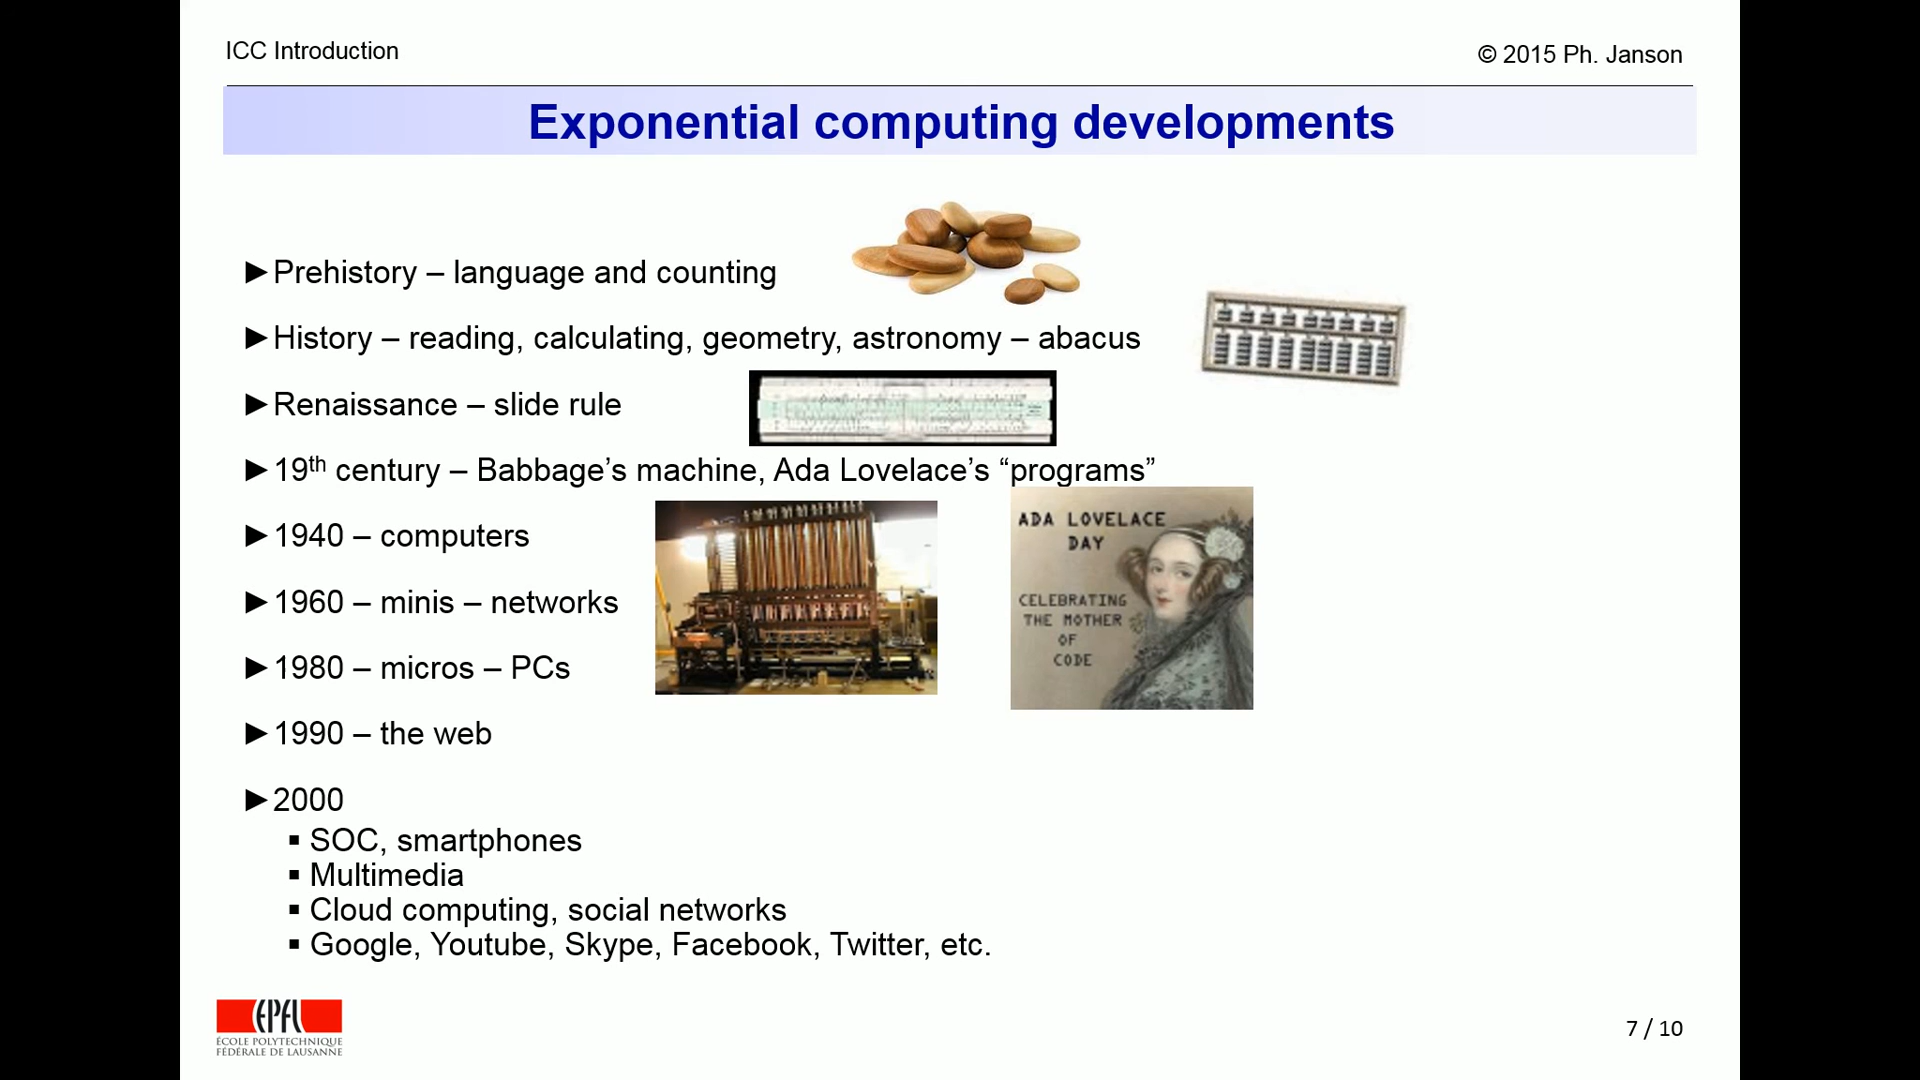 ICC Introduction
© 2015 Ph. Janson
Exponential computing developments
►Prehistory – language and counting
►History – reading, calculating, geometry, astronomy – abacus
►Renaissance – slide rule
►19th century – Babbage’s machine, Ada Lovelace’s “programs”
►1940 – computers
►1960 – minis – networks
►1980 – micros – PCs
►1990 – the web
►2000
▪ SOC, smartphones
▪ Multimedia
▪ Cloud computing, social networks
▪ Google, Youtube, Skype, Facebook, Twitter, etc.
ADA LOVELACE
DAY
CELEBRATING
THE MOTHER
OF
CODE
EPFL
ÉCOLE POLYTECHNIQUE
FÉDÉRALE DE LAUSANNE
7 / 10